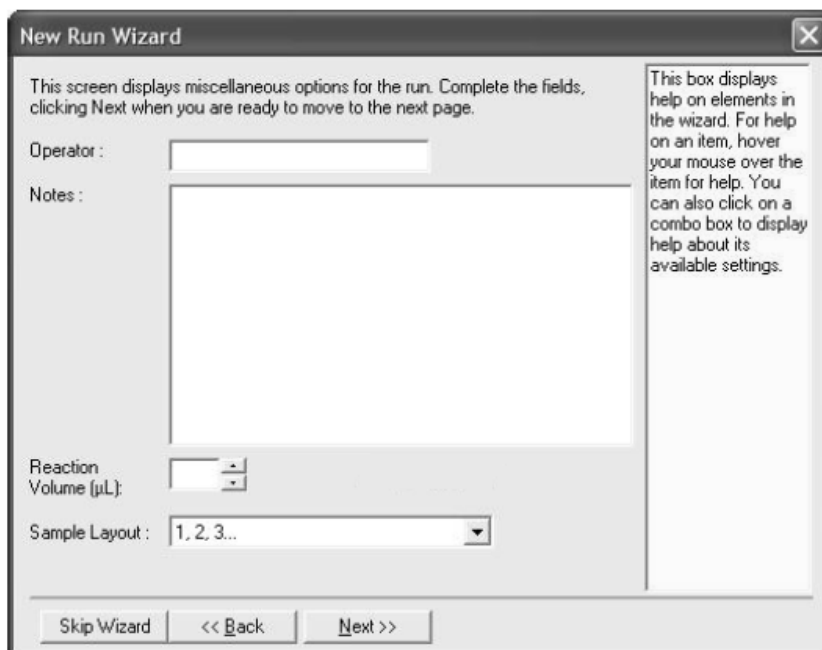 New Run Wizard
This screen displays miscellaneous options for the run. Complete the fields,
clicking Next when you are ready to move to the next page.
Operator :
Notes :
Reaction
Volume (µL):
Sample Layout :
1, 2, 3...
This box displays
help on elements in
the wizard. For help
on an item, hover
your mouse over the
item for help. You
can also click on a
combo box to display
help about its
available settings.
Skip Wizard
<< Back
Next >>